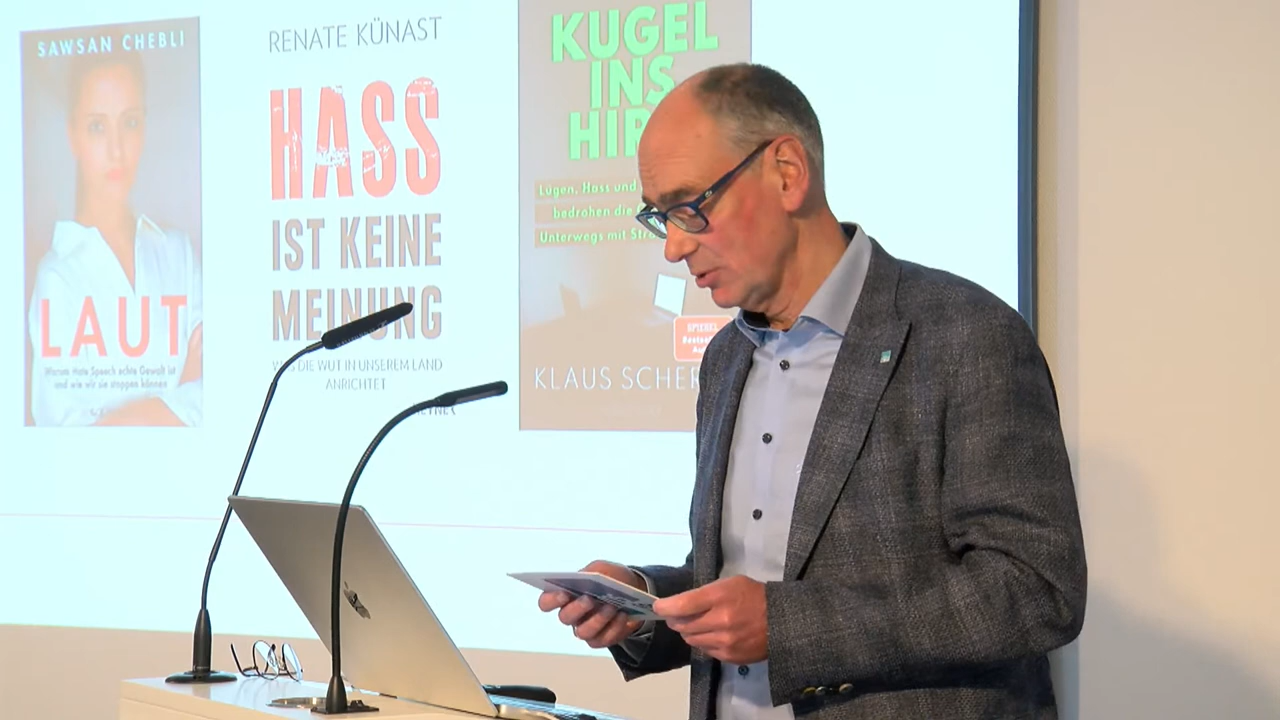 SAWSAN CHEBLI
LAUT
Warum Hate Speech echte Gewalt ist
und wie wir sie stoppen können
RENATE KÜNAST
HASS
IST KEINE
MEINUNG
DIE WUT IN UNSEREM LAND
ANRICHTET
KUGEL
INS
HIR
Lügen, Hass und
bedrohen die
Unterwegs mit
SPIEGEL
KLAUS SCHER